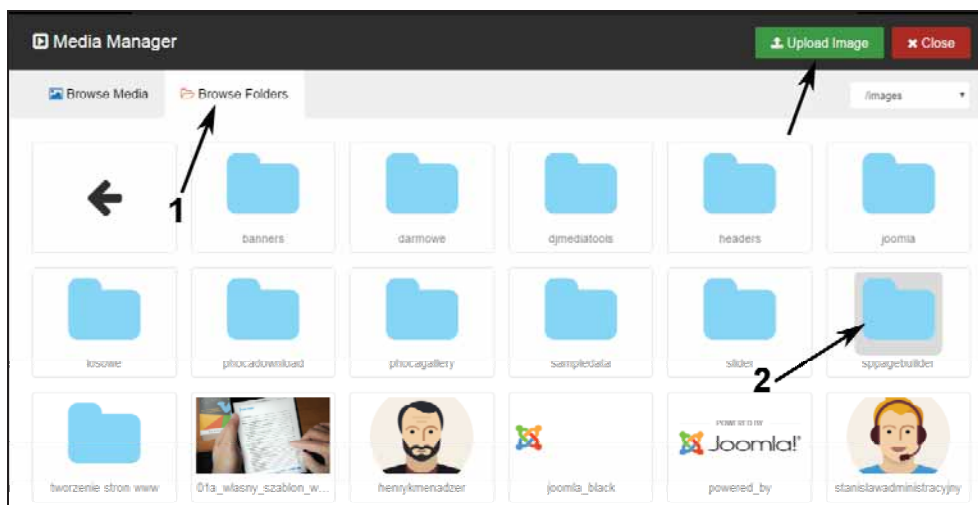 Media Manager
Upload Image
Close
Browse Media
Browse Folders
/images
1
banners
darmowe
djmediatools
headers
joomla
losowe
phocadownload
phocagallery
sampledata
slider
sppagebuilder
2
POWERED BY
Joomla!®
tworzenie stron www
01a_wlasny_szablon_w...
henrykmenadzer
joomla_black
powered_by
stanislawadministracyjny